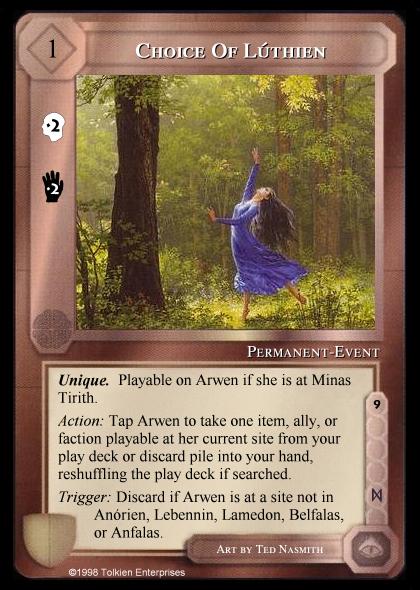 1
CHOICE OF LÚTHIEN
·2
·2
PERMANENT-EVENT
Unique. Playable on Arwen if she is at Minas
Tirith.
Action: Tap Arwen to take one item, ally, or
faction playable at her current site from your
play deck or discard pile into your hand,
reshuffling the play deck if searched.
Trigger: Discard if Arwen is at a site not in
Anórien, Lebennin, Lamedon, Belfalas,
or Anfalas.
9
ART BY TED NASMITH
©1998 Tolkien Enterprises